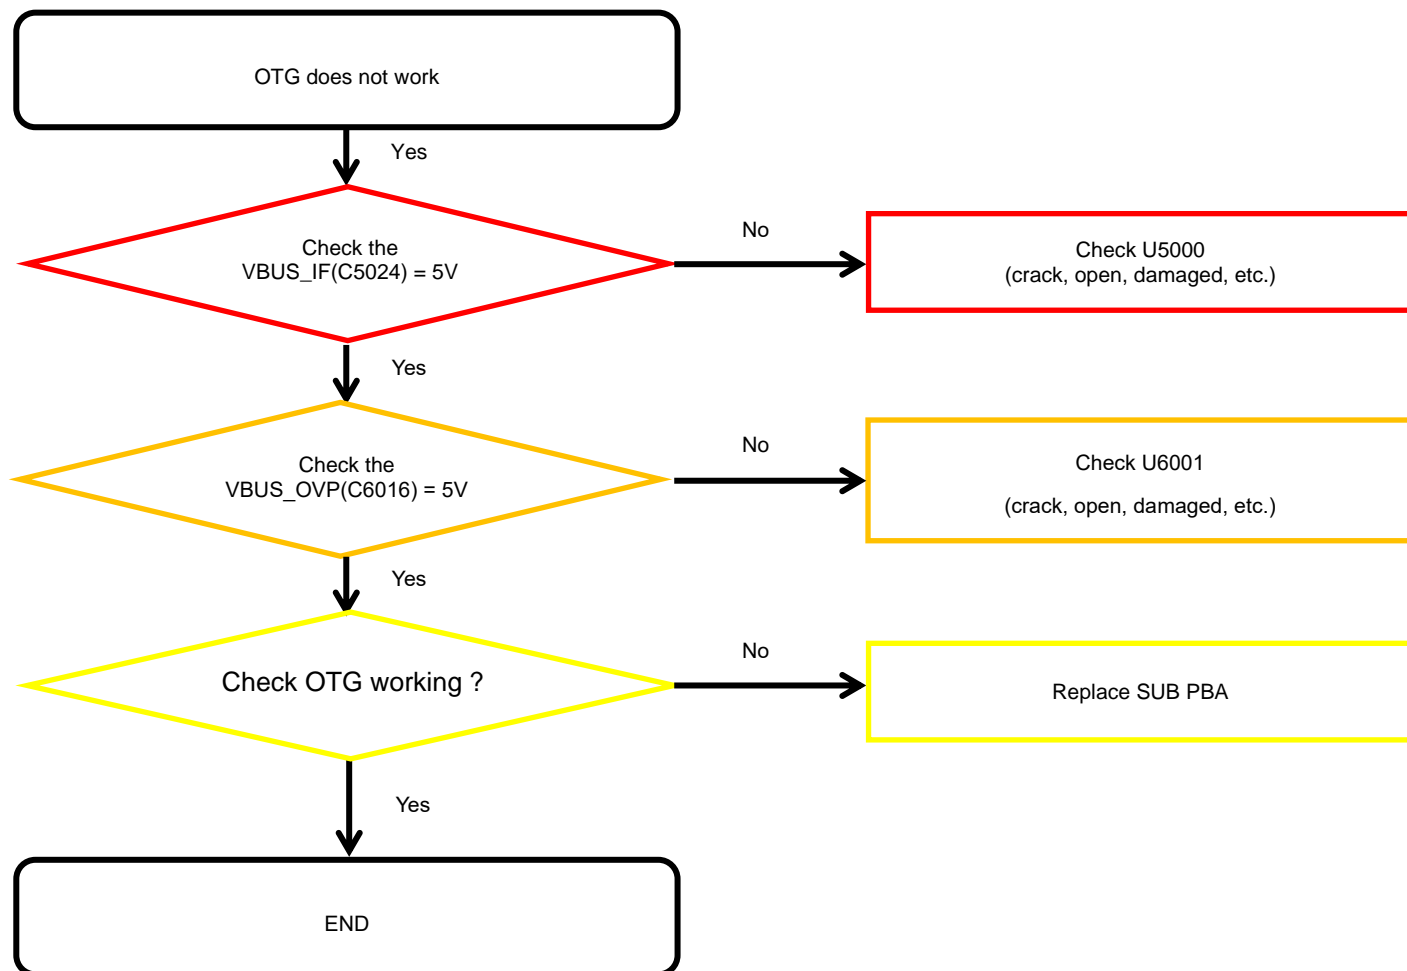 OTG does not work
Yes
Check the
VBUS_IF(C5024) = 5V
No
Check U5000
(crack, open, damaged, etc.)
Yes
Check the
VBUS_OVP(C6016) = 5V
No
Check U6001
(crack, open, damaged, etc.)
Yes
Check OTG working ?
No
Replace SUB PBA
Yes
END